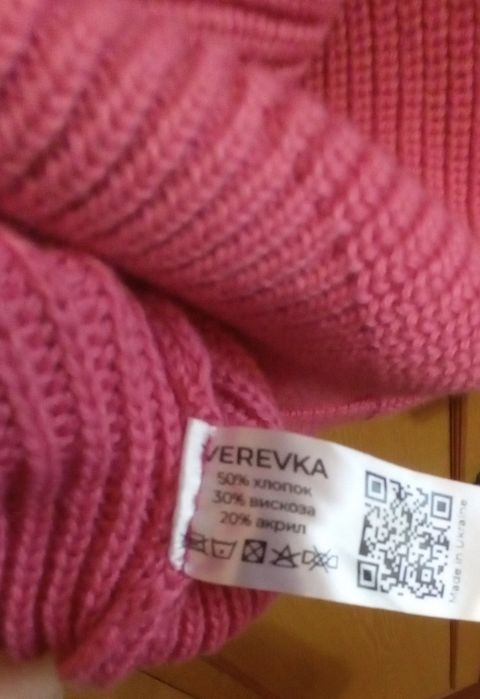 VEREVKA
50% хлопок
30% вискоза
20% акрил
Made in Ukraine